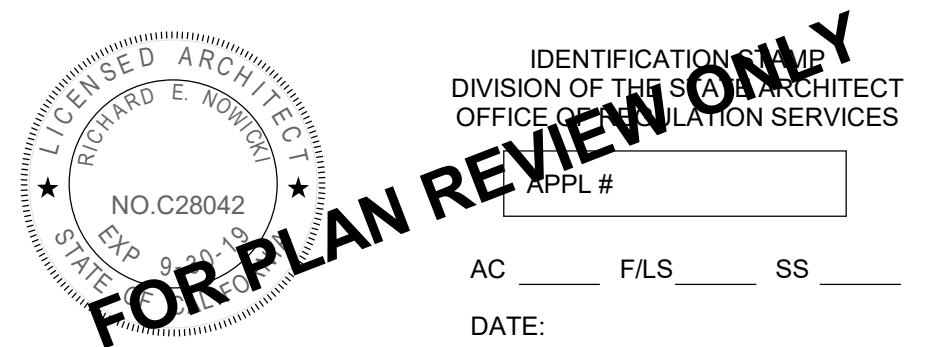 LICENSED ARCHITECT
RICHARD E. NOWICKI
NO.C28042
EXP 9-30-19
STATE OF CALIFORNIA
IDENTIFICATION STAMP
DIVISION OF THE STATE ARCHITECT
OFFICE OF REGULATION SERVICES
APPL #
AC F/LS SS
DATE:
FOR PLAN REVIEW ONLY